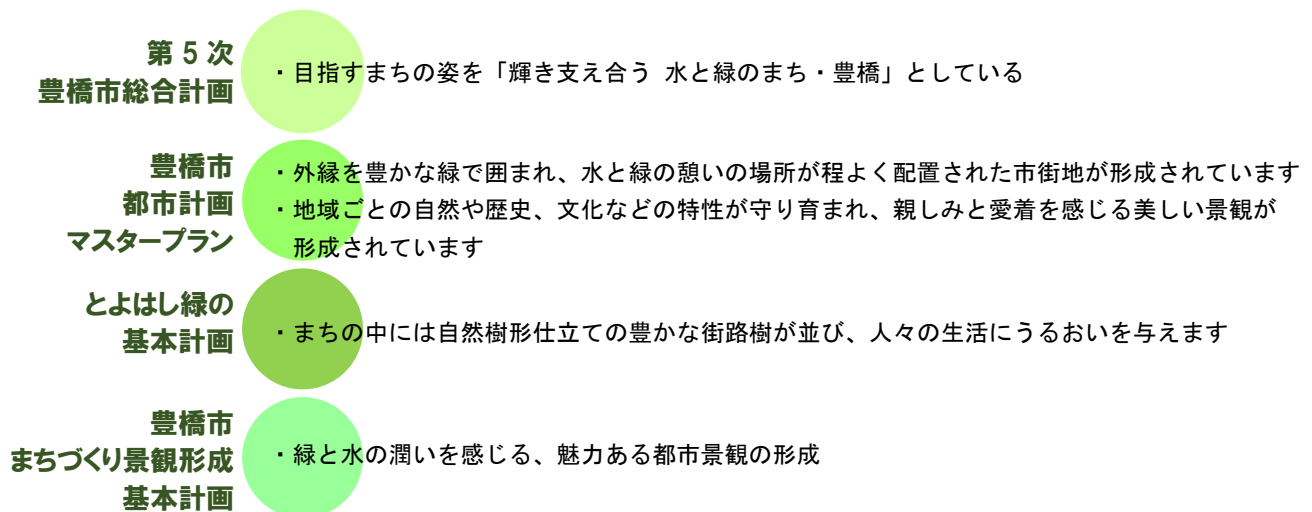 第５次
豊橋市総合計画
・目指すまちの姿を「輝き支え合う 水と緑のまち・豊橋」としている
豊橋市
都市計画
マスタープラン
・外縁を豊かな緑で囲まれ、水と緑の憩いの場所が程よく配置された市街地が形成されています
・地域ごとの自然や歴史、文化などの特性が守り育まれ、親しみと愛着を感じる美しい景観が
形成されています
とよはし緑の
基本計画
・まちの中には自然樹形仕立ての豊かな街路樹が並び、人々の生活にうるおいを与えます
豊橋市
まちづくり景観形成
基本計画
・緑と水の潤いを感じる、魅力ある都市景観の形成